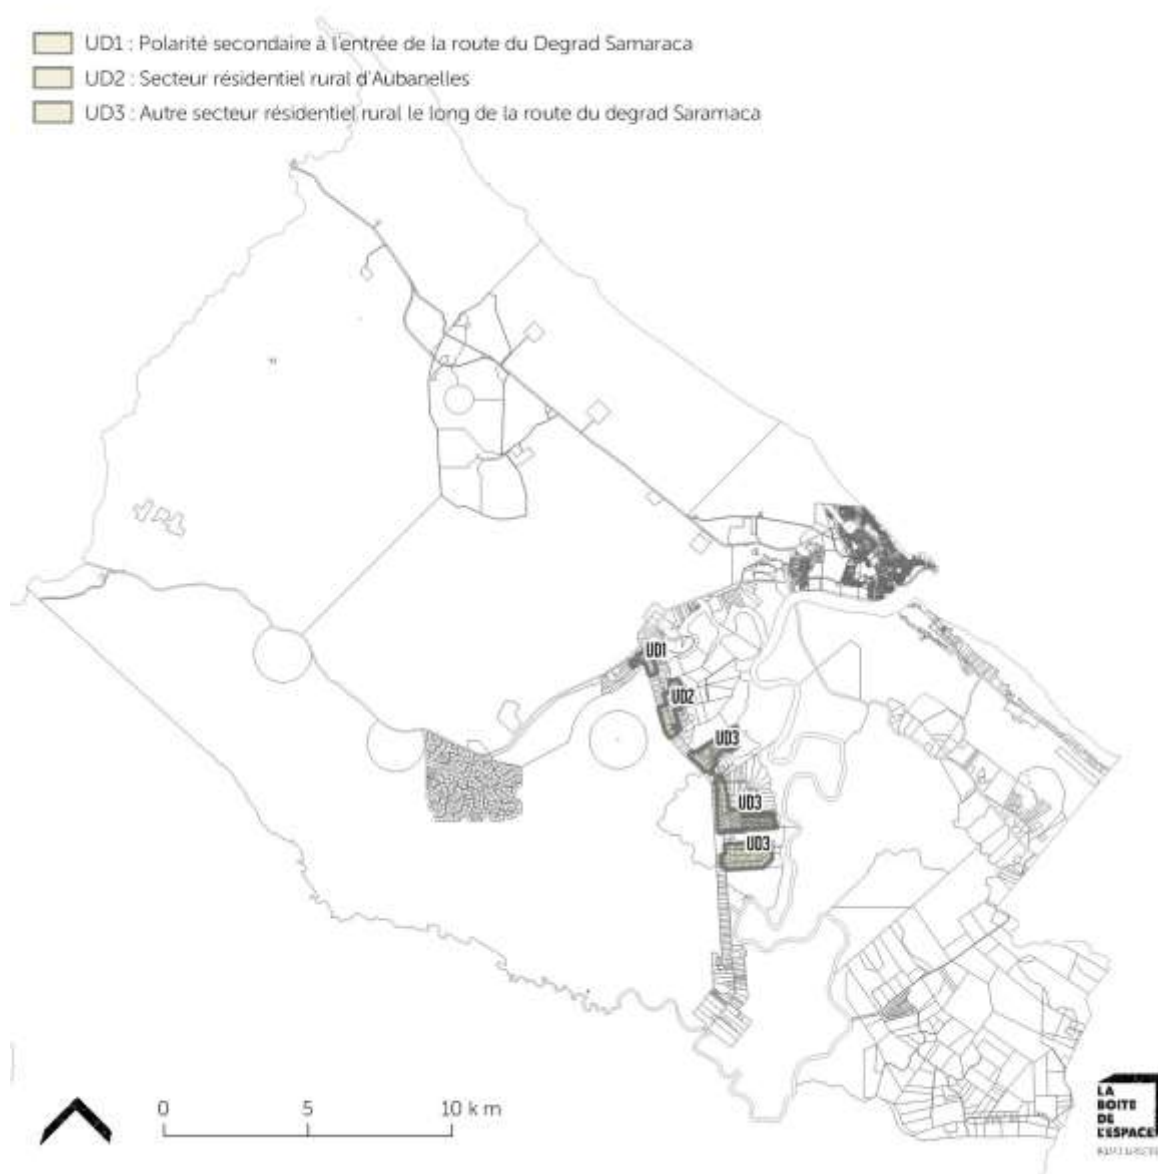 UD1 : Polarité secondaire à l'entrée de la route du Degrad Samaraca
UD2 : Secteur résidentiel rural d'Aubanelles
UD3 : Autre secteur résidentiel rural le long de la route du degrad Saramaca
UD1
UD2
UD3
UD3
UD3
0 5 10 km
LA
BOITE
DE
L'ESPACE